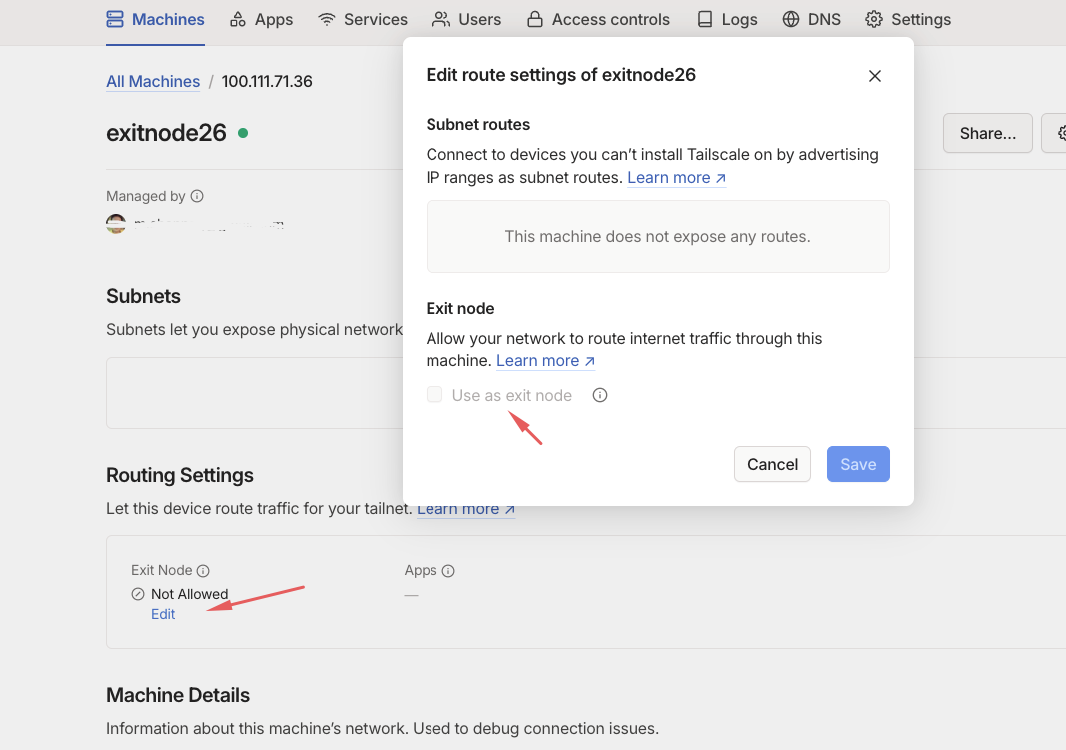 Machines Apps Services Users Access controls Logs DNS Settings
All Machines / 100.111.71.36
exitnode26
Share...
Managed by
Subnets
Subnets let you expose physical network
Routing Settings
Let this device route traffic for your tailnet. Learn more ↗
Exit Node
Apps
Not Allowed
—
Edit
Machine Details
Information about this machine’s network. Used to debug connection issues.
Edit route settings of exitnode26
Subnet routes
Connect to devices you can’t install Tailscale on by advertising
IP ranges as subnet routes. Learn more ↗
This machine does not expose any routes.
Exit node
Allow your network to route internet traffic through this
machine. Learn more ↗
Use as exit node
Cancel
Save